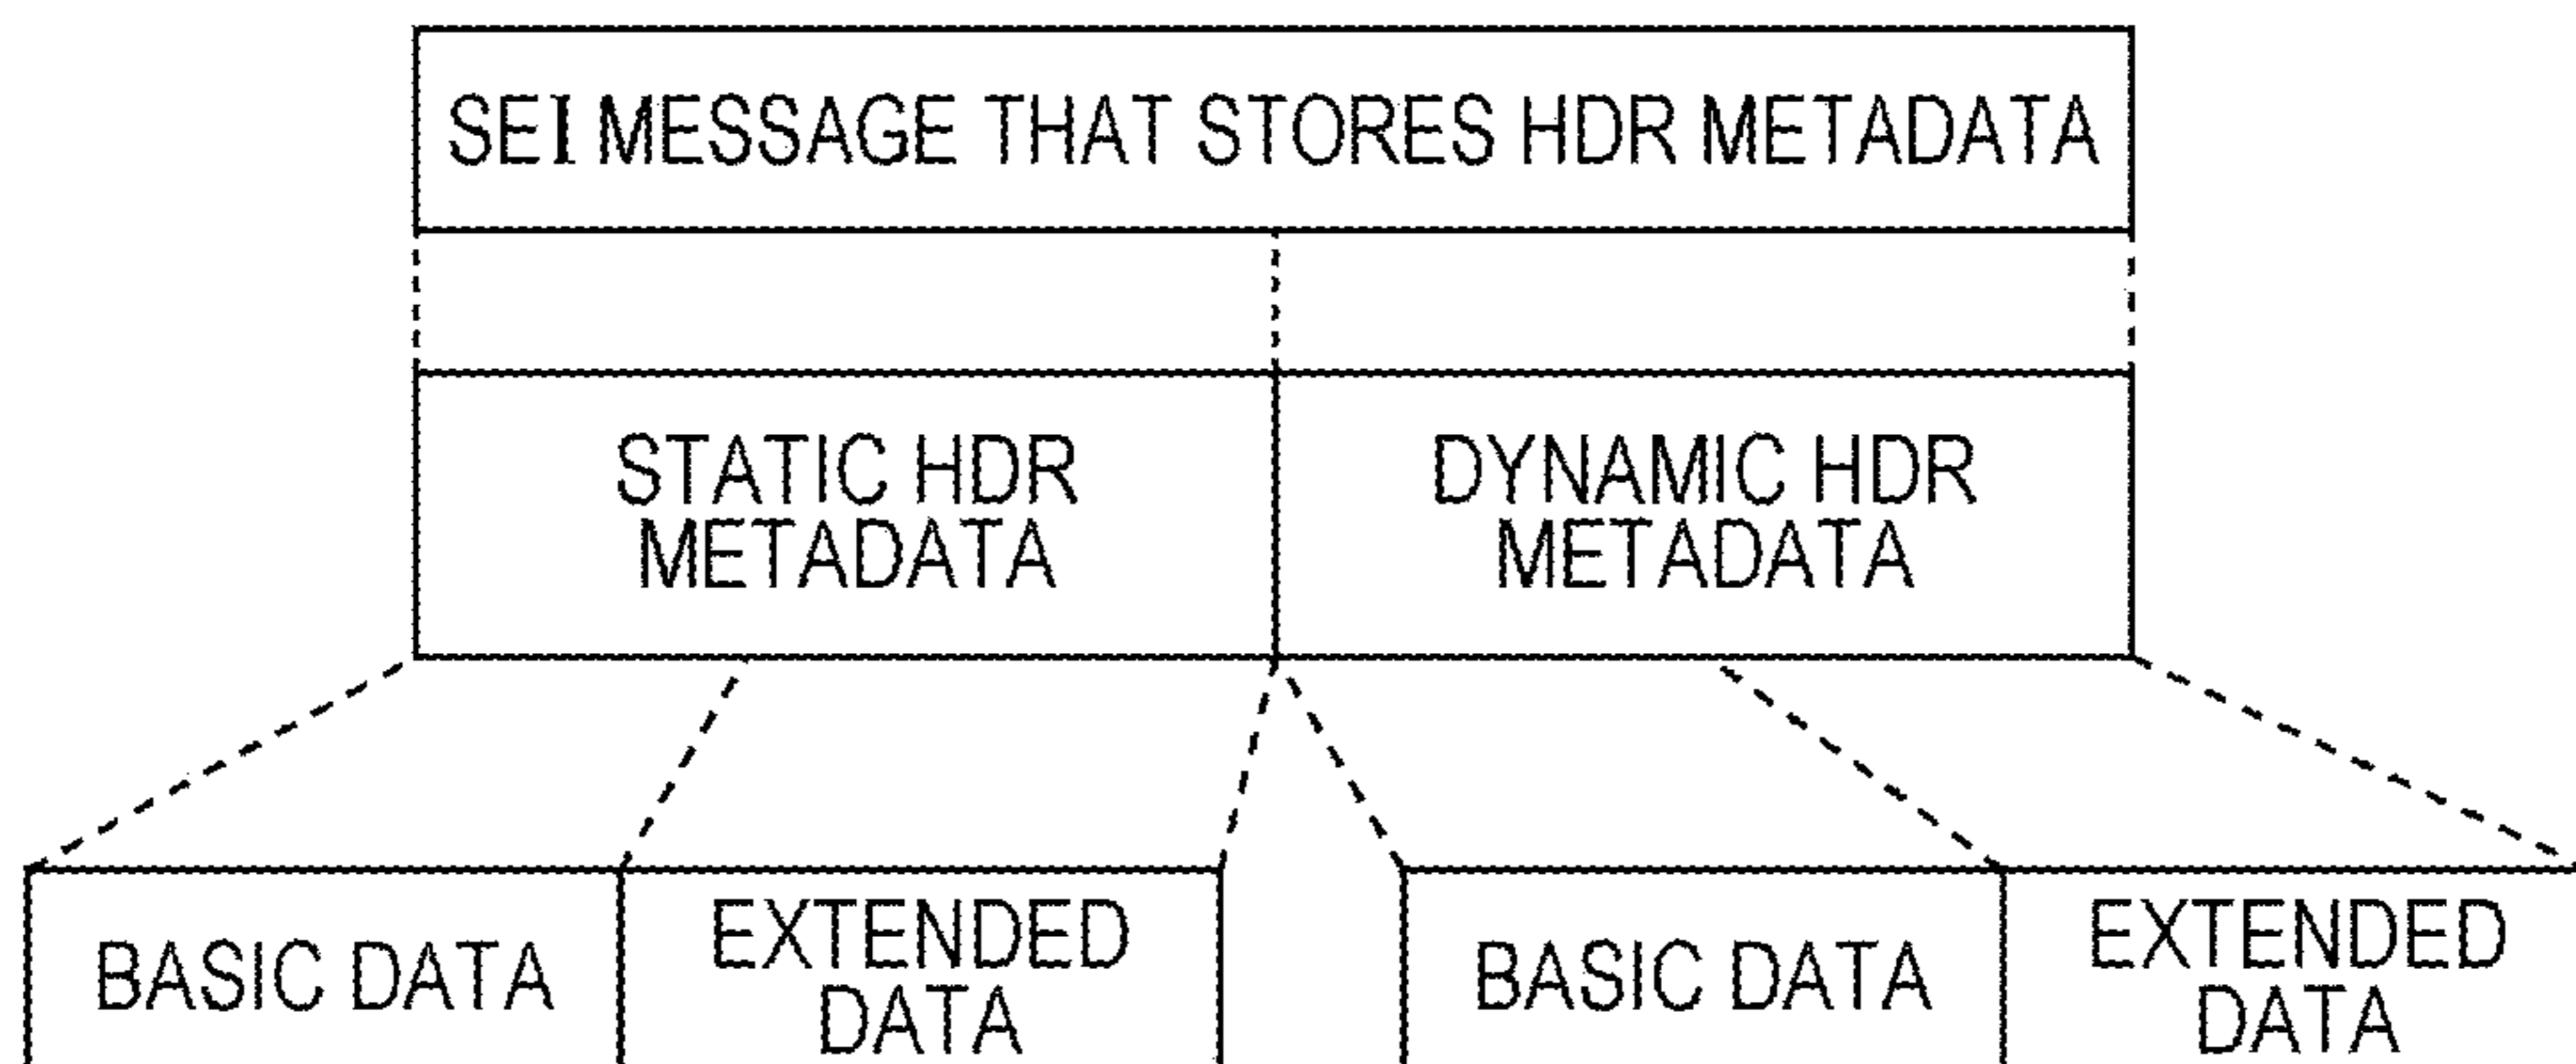 SEI MESSAGE THAT STORES HDR METADATA
STATIC HDR
METADATA
DYNAMIC HDR
METADATA
BASIC DATA
EXTENDED
DATA
BASIC DATA
EXTENDED
DATA